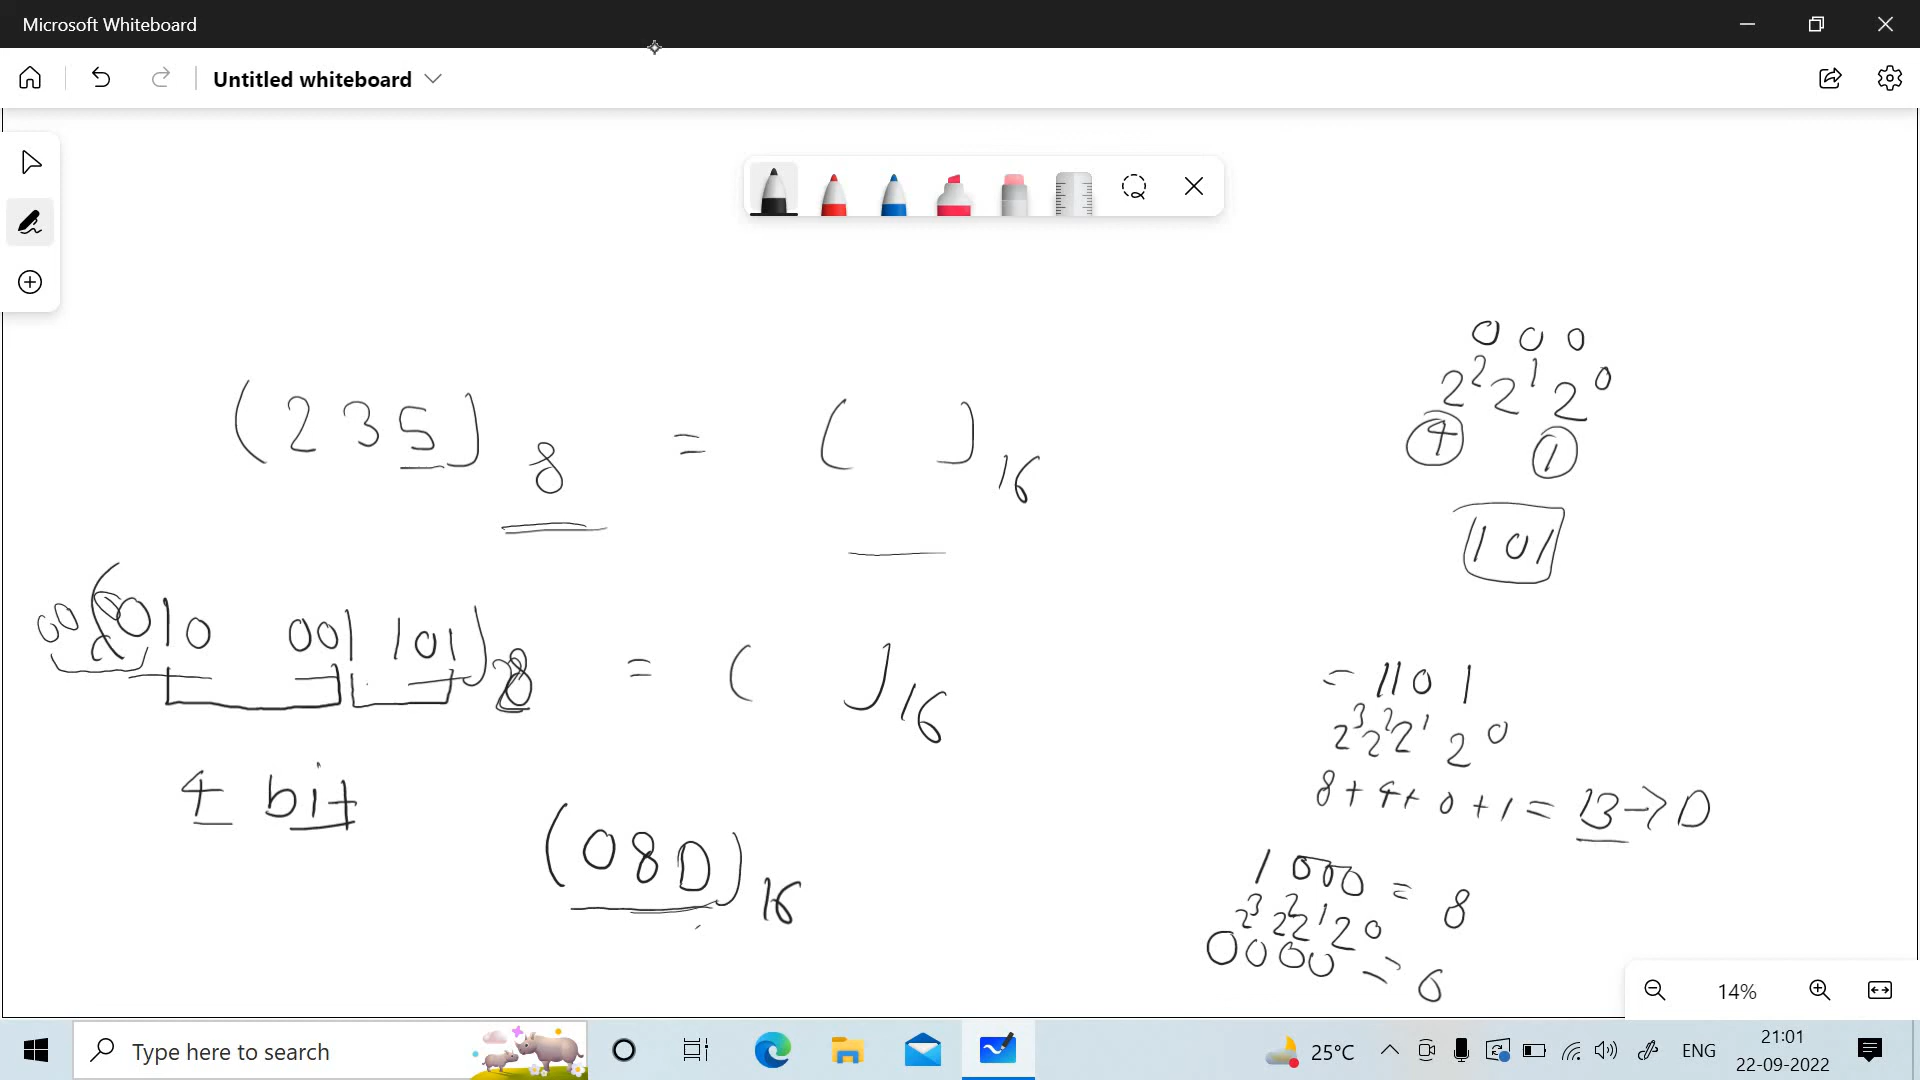 Microsoft Whiteboard
Untitled whiteboard
0 0 0
2² 2¹ 2⁰
4 1
101
(235)₈ = ( )₁₆
010 001 101)₈ = ( )₁₆
00
4 bit
(08D)₁₆
= 1101
2³ 2² 2¹ 2⁰
8 + 4 + 0 + 1 = 13 → D
1000 = 8
2³ 2² 2¹ 2⁰
0000 = 0
14%
Type here to search
25°C
ENG
21:01
22-09-2022